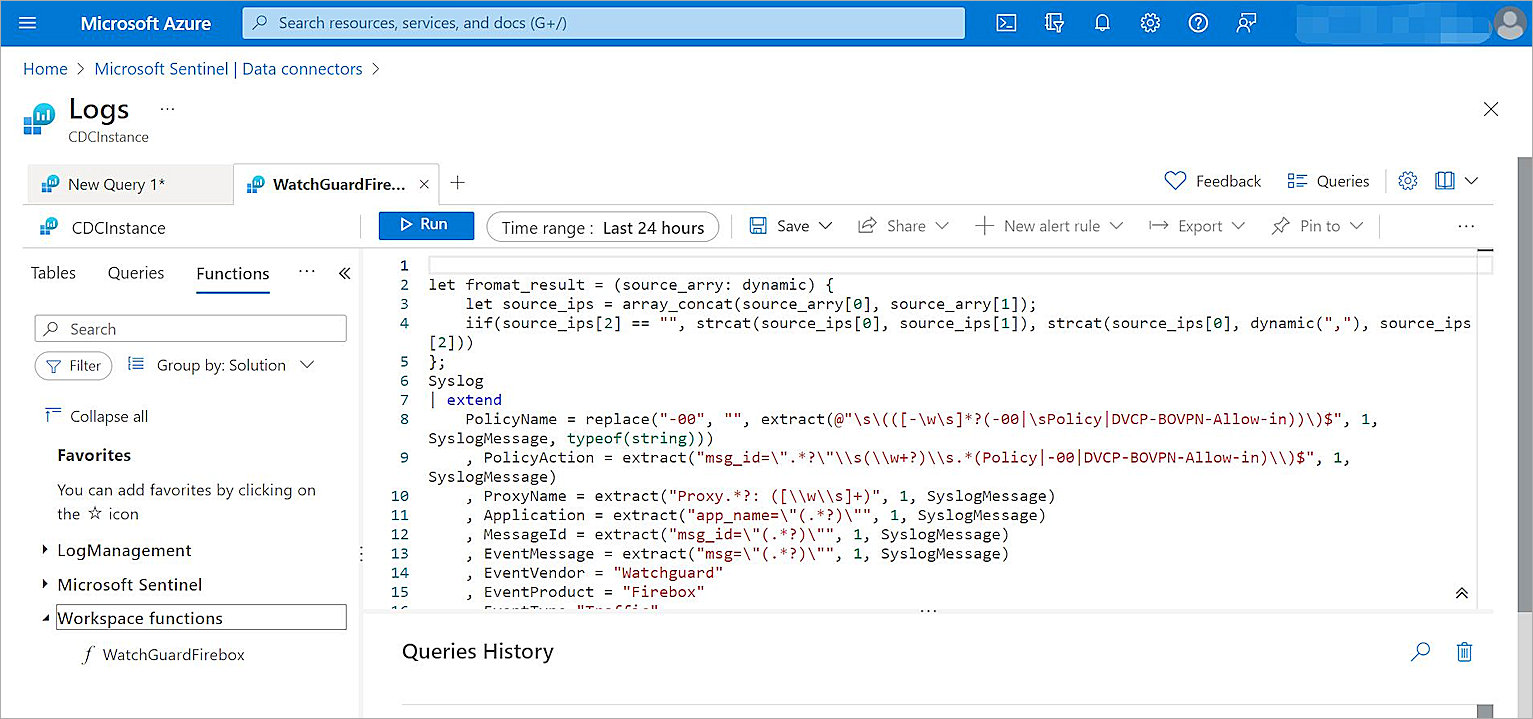 Microsoft Azure
Search resources, services, and docs (G+/)
Home > Microsoft Sentinel | Data connectors >
Logs ...
CDCInstance
New Query 1*
WatchGuardFire...
Feedback
Queries
CDCInstance
Run
Time range : Last 24 hours
Save
Share
New alert rule
Export
Pin to
...
Tables
Queries
Functions
...
Search
Filter
Group by: Solution
Collapse all
Favorites
You can add favorites by clicking on
the ☆ icon
LogManagement
Microsoft Sentinel
Workspace functions
f WatchGuardFirebox
1
2 let fromat_result = (source_arry: dynamic) {
3 let source_ips = array_concat(source_arry[0], source_arry[1]);
4 iif(source_ips[2] == "", strcat(source_ips[0], source_ips[1]), strcat(source_ips[0], dynamic(","), source_ips
[2]))
5 };
6 Syslog
7 | extend
8 PolicyName = replace("-00", "", extract(@"\s\(([-\w\s]*?(-00|\sPolicy|DVCP-BOVPN-Allow-in))\)$", 1,
SyslogMessage, typeof(string)))
9 , PolicyAction = extract("msg_id=\".*?\"\\s(\\w+?)\\s.*(Policy|-00|DVCP-BOVPN-Allow-in)\\)$", 1,
SyslogMessage)
10 , ProxyName = extract("Proxy.*?: ([\\w\\s]+)", 1, SyslogMessage)
11 , Application = extract("app_name=\"(.*?)\"", 1, SyslogMessage)
12 , MessageId = extract("msg_id=\"(.*?)\"", 1, SyslogMessage)
13 , EventMessage = extract("msg=\"(.*?)\"", 1, SyslogMessage)
14 , EventVendor = "Watchguard"
15 , EventProduct = "Firebox"
16 , EventType="Traffic"
Queries History